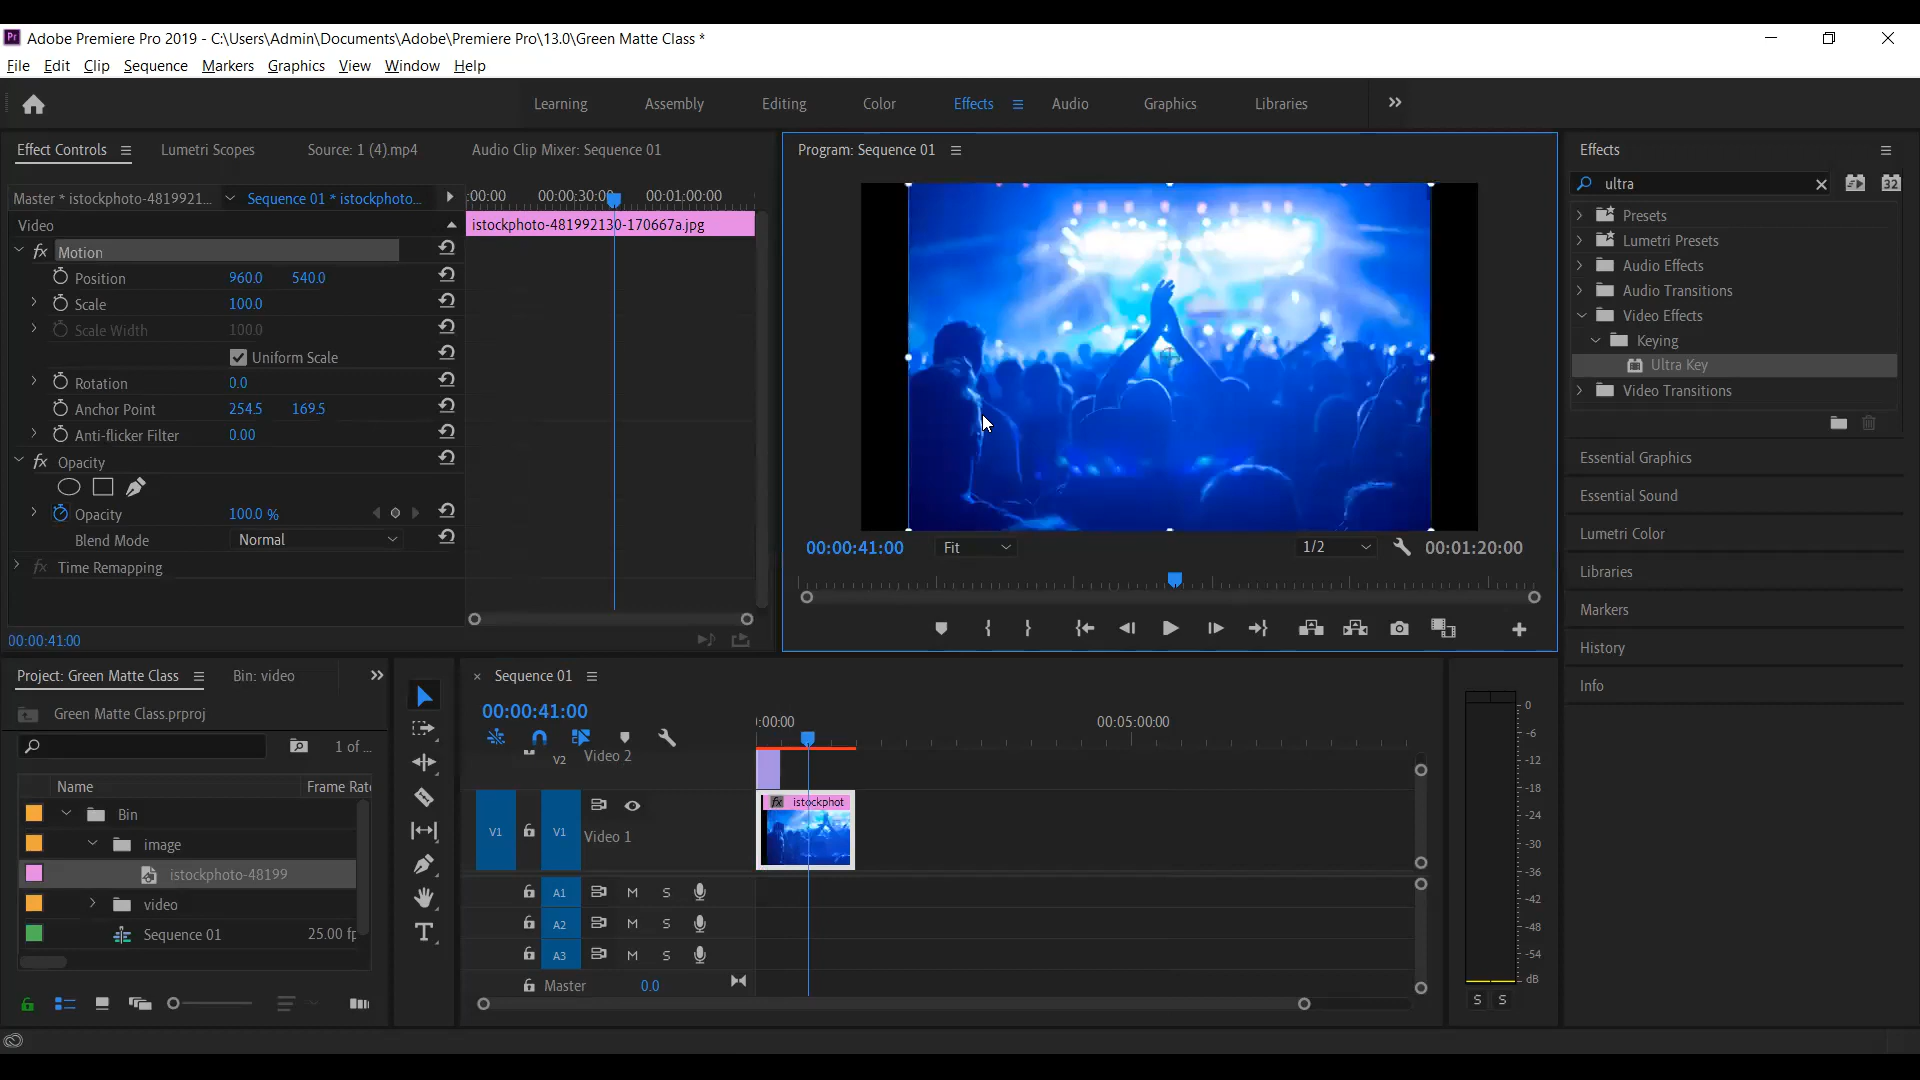 Adobe Premiere Pro 2019 - C:\Users\Admin\Documents\Adobe\Premiere Pro\13.0\Green Matte Class *
File Edit Clip Sequence Markers Graphics View Window Help
Learning Assembly Editing Color Effects Audio Graphics Libraries
Effect Controls Lumetri Scopes Source: 1 (4).mp4 Audio Clip Mixer: Sequence 01
Master * istockphoto-4819921... Sequence 01 * istockphoto...
:00:00 00:00:30:00 00:01:00:00
Video
istockphoto-481992130-170667a.jpg
fx Motion
Position 960.0 540.0
Scale 100.0
Scale Width 100.0
Uniform Scale
Rotation 0.0
Anchor Point 254.5 169.5
Anti-flicker Filter 0.00
fx Opacity
Opacity 100.0 %
Blend Mode Normal
fx Time Remapping
00:00:41:00
Program: Sequence 01
00:00:41:00 Fit 1/2 00:01:20:00
Effects
ultra
32
Presets
Lumetri Presets
Audio Effects
Audio Transitions
Video Effects
Keying
Ultra Key
Video Transitions
Essential Graphics
Essential Sound
Lumetri Color
Libraries
Markers
History
Info
Project: Green Matte Class Bin: video
Green Matte Class.prproj
1 of ...
Name Frame Rate
Bin
image
istockphoto-48199
video
Sequence 01 25.00 fp
Sequence 01
00:00:41:00
:00:00 00:05:00:00
V2 Video 2
V1 V1 Video 1
fx istockphot
A1 M S
A2 M S
A3 M S
Master 0.0
0
-6
-12
-18
-24
-30
-36
-42
-48
-54
dB
S S